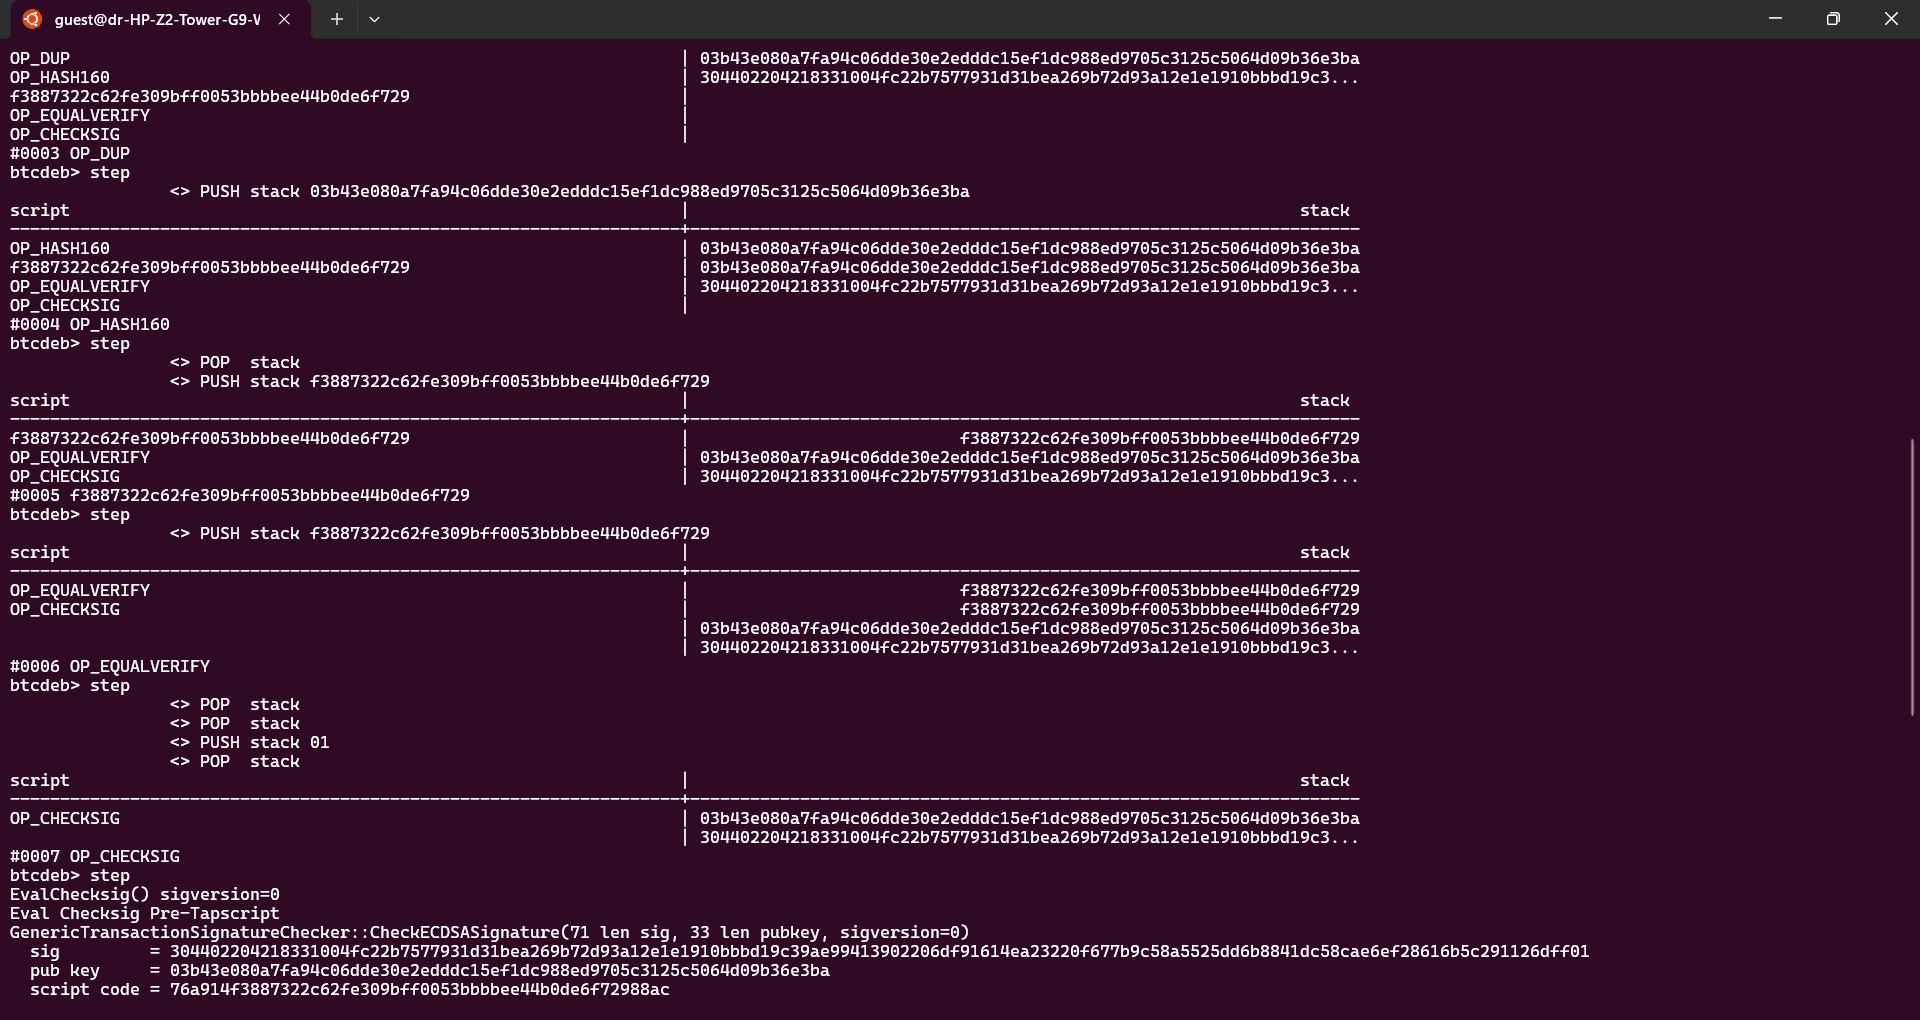 guest@dr-HP-Z2-Tower-G9-V
OP_DUP | 03b43e080a7fa94c06dde30e2edddc15ef1dc988ed9705c3125c5064d09b36e3ba
OP_HASH160 | 304402204218331004fc22b7577931d31bea269b72d93a12e1e1910bbbd19c3...
f3887322c62fe309bff0053bbbbee44b0de6f729 |
OP_EQUALVERIFY |
OP_CHECKSIG |
#0003 OP_DUP
btcdeb> step
<> PUSH stack 03b43e080a7fa94c06dde30e2edddc15ef1dc988ed9705c3125c5064d09b36e3ba
script | stack
OP_HASH160 | 03b43e080a7fa94c06dde30e2edddc15ef1dc988ed9705c3125c5064d09b36e3ba
f3887322c62fe309bff0053bbbbee44b0de6f729 | 03b43e080a7fa94c06dde30e2edddc15ef1dc988ed9705c3125c5064d09b36e3ba
OP_EQUALVERIFY | 304402204218331004fc22b7577931d31bea269b72d93a12e1e1910bbbd19c3...
OP_CHECKSIG |
#0004 OP_HASH160
btcdeb> step
<> POP  stack
<> PUSH stack f3887322c62fe309bff0053bbbbee44b0de6f729
script | stack
f3887322c62fe309bff0053bbbbee44b0de6f729 | f3887322c62fe309bff0053bbbbee44b0de6f729
OP_EQUALVERIFY | 03b43e080a7fa94c06dde30e2edddc15ef1dc988ed9705c3125c5064d09b36e3ba
OP_CHECKSIG | 304402204218331004fc22b7577931d31bea269b72d93a12e1e1910bbbd19c3...
#0005 f3887322c62fe309bff0053bbbbee44b0de6f729
btcdeb> step
<> PUSH stack f3887322c62fe309bff0053bbbbee44b0de6f729
script | stack
OP_EQUALVERIFY | f3887322c62fe309bff0053bbbbee44b0de6f729
OP_CHECKSIG | f3887322c62fe309bff0053bbbbee44b0de6f729
| 03b43e080a7fa94c06dde30e2edddc15ef1dc988ed9705c3125c5064d09b36e3ba
| 304402204218331004fc22b7577931d31bea269b72d93a12e1e1910bbbd19c3...
#0006 OP_EQUALVERIFY
btcdeb> step
<> POP  stack
<> POP  stack
<> PUSH stack 01
<> POP  stack
script | stack
OP_CHECKSIG | 03b43e080a7fa94c06dde30e2edddc15ef1dc988ed9705c3125c5064d09b36e3ba
| 304402204218331004fc22b7577931d31bea269b72d93a12e1e1910bbbd19c3...
#0007 OP_CHECKSIG
btcdeb> step
EvalChecksig() sigversion=0
Eval Checksig Pre-Tapscript
GenericTransactionSignatureChecker::CheckECDSASignature(71 len sig, 33 len pubkey, sigversion=0)
sig = 304402204218331004fc22b7577931d31bea269b72d93a12e1e1910bbbd19c39ae99413902206df91614ea23220f677b9c58a5525dd6b8841dc58cae6ef28616b5c291126dff01
pub key = 03b43e080a7fa94c06dde30e2edddc15ef1dc988ed9705c3125c5064d09b36e3ba
script code = 76a914f3887322c62fe309bff0053bbbbee44b0de6f72988ac